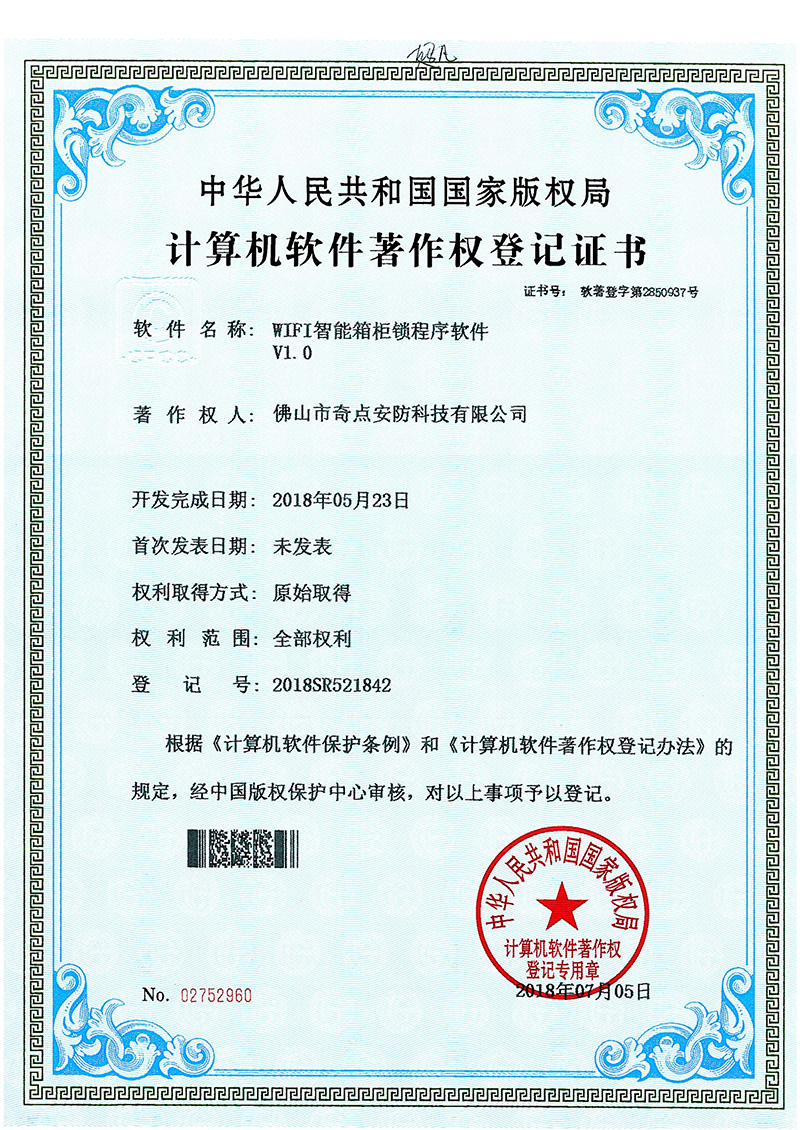 中华人民共和国国家版权局
计算机软件著作权登记证书
证书号： 软著登字第2850937号
软件名称： WIFI智能箱柜锁程序软件
V1.0
著作权人： 佛山市奇点安防科技有限公司
开发完成日期： 2018年05月23日
首次发表日期： 未发表
权利取得方式： 原始取得
权利范围： 全部权利
登记号： 2018SR521842
根据《计算机软件保护条例》和《计算机软件著作权登记办法》的
规定，经中国版权保护中心审核，对以上事项予以登记。
中华人民共和国国家版权局
计算机软件著作权
登记专用章
No. 02752960
2018年07月05日